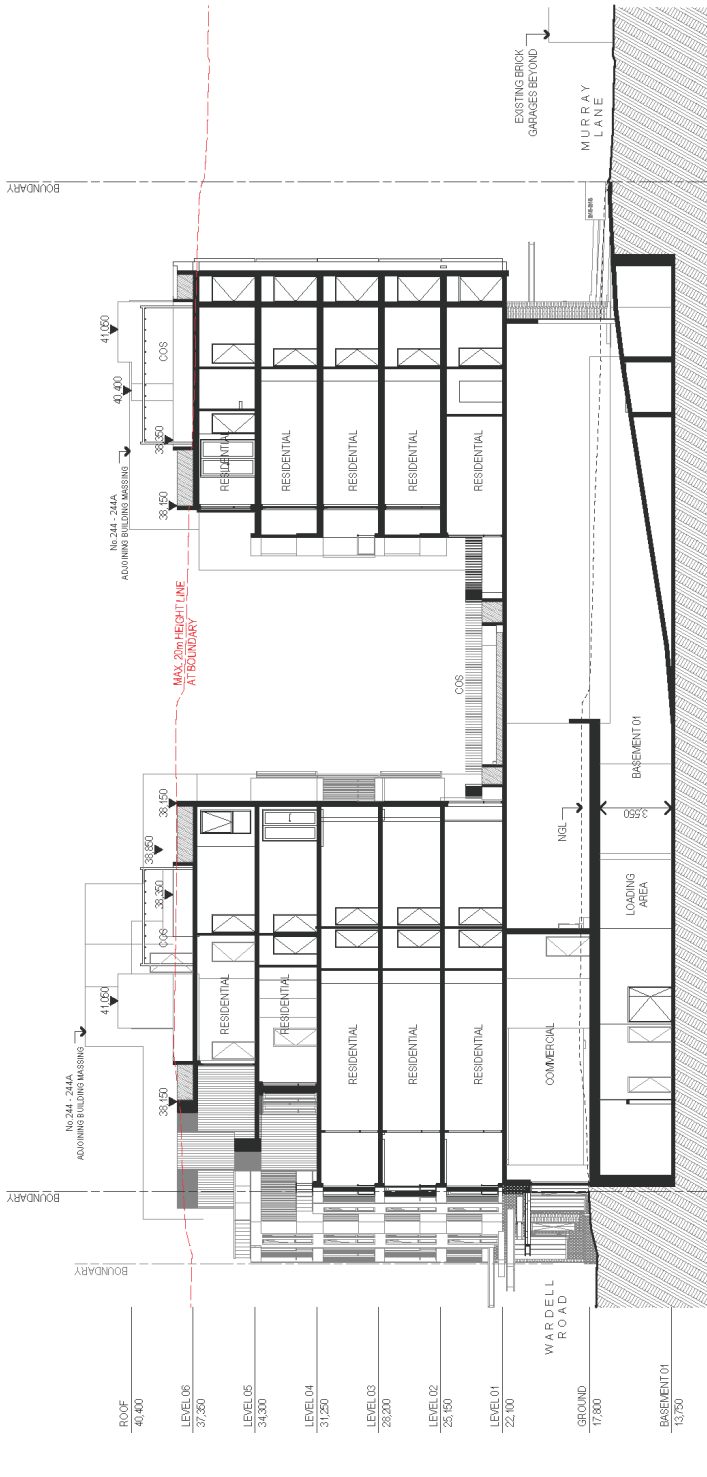 BOUNDARY
EXISTING BRICK
GARAGES BEYOND
MURRAY
LANE
41,050
COS
40,400
38,350
No.244 - 244A
ADJOINING BUILDING MASSING
38,150
RESIDENTIAL
RESIDENTIAL
RESIDENTIAL
RESIDENTIAL
RESIDENTIAL
MAX. 20m HEIGHT LINE
AT BOUNDARY
COS
38,150
38,850
38,350
COS
41,050
No.244 - 244A
ADJOINING BUILDING MASSING
38,150
RESIDENTIAL
RESIDENTIAL
RESIDENTIAL
RESIDENTIAL
RESIDENTIAL
COMMERCIAL
NGL
BASEMENT 01
3,550
LOADING
AREA
BOUNDARY
BOUNDARY
WARDELL
ROAD
ROOF
40,400
LEVEL 06
37,350
LEVEL 05
34,300
LEVEL 04
31,250
LEVEL 03
28,200
LEVEL 02
25,150
LEVEL 01
22,100
GROUND
17,800
BASEMENT 01
13,750